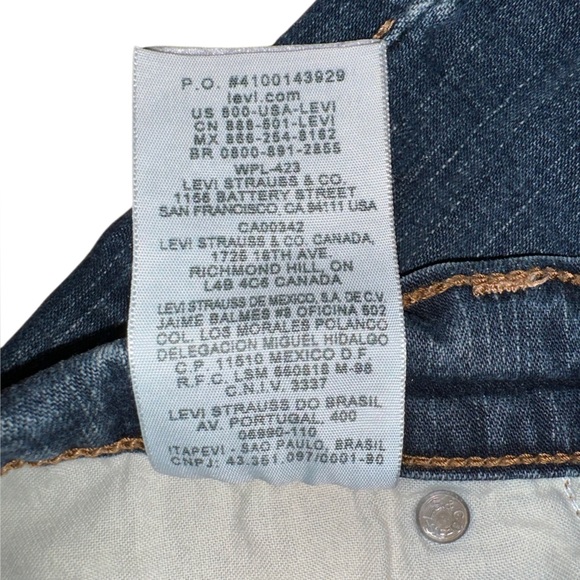 P.O. #4100143929
levi.com
US 800-USA-LEVI
CN 888-501-LEVI
MX 866-254-8162
BR 0800-891-2855
WPL-423
LEVI STRAUSS & CO.
1155 BATTERY STREET
SAN FRANCISCO, CA 94111 USA
CA00342
LEVI STRAUSS & CO. CANADA,
1725 16TH AVE.
RICHMOND HILL, ON
L4B 4C6 CANADA
LEVI STRAUSS DE MEXICO, S.A. DE C.V.
JAIME BALMES #8 OFICINA 502
COL. LOS MORALES POLANCO
DELEGACION MIGUEL HIDALGO
C.P. 11510 MEXICO D.F.
R.F.C. LSM 650818 M-98
C.N.I.V. 3337
LEVI STRAUSS DO BRASIL
AV. PORTUGAL, 400
06690-110
ITAPEVI - SAO PAULO, BRASIL
CNPJ: 43.351.097/0001-90